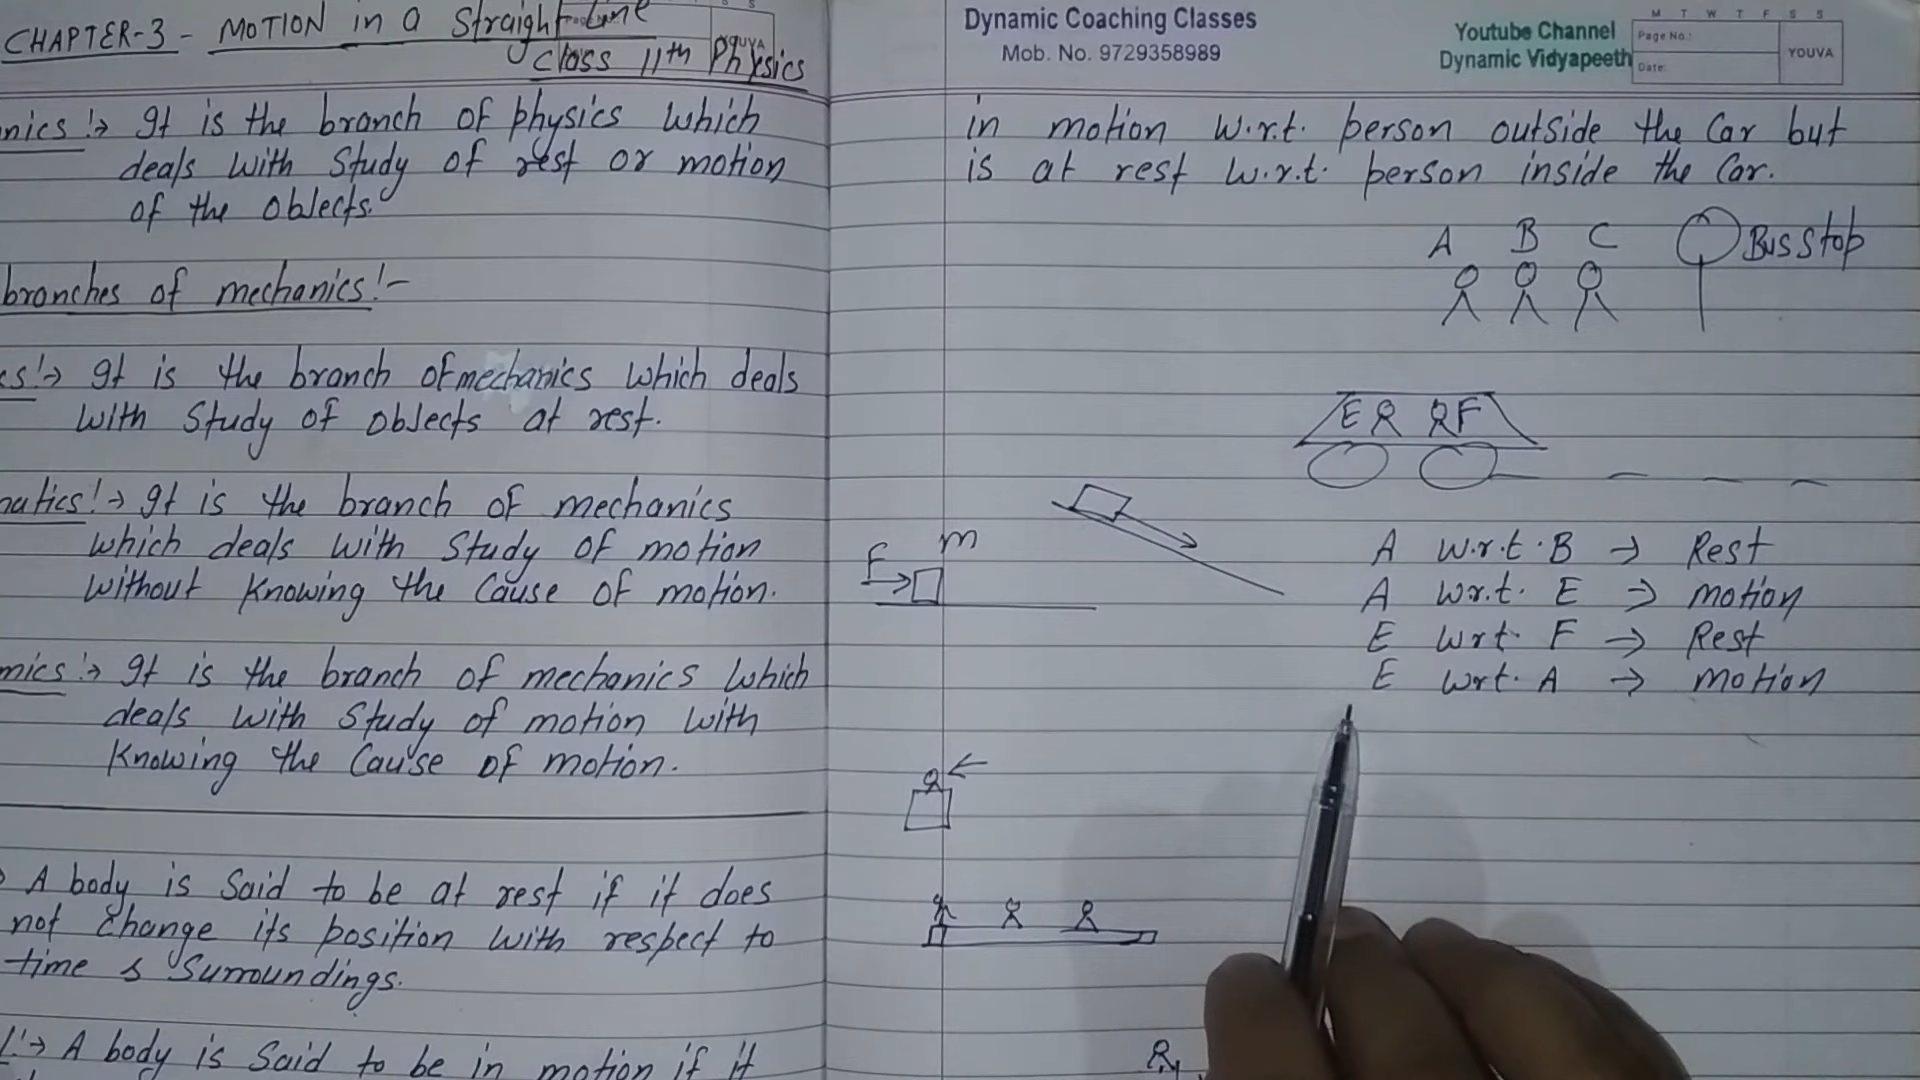 CHAPTER-3 - MOTION in a Straight Line
Class 11th Physics
nics :→ It is the branch of physics which
deals with Study of rest or motion
of the objects.
branches of mechanics :-
cs :→ It is the branch of mechanics which deals
with Study of objects at rest.
matics :→ It is the branch of mechanics
which deals with Study of motion
without Knowing the Cause of motion.
mics :→ It is the branch of mechanics which
deals with Study of motion with
Knowing the Cause of motion.
A body is Said to be at rest if it does
not Change its position with respect to
time & Surroundings.
A body is Said to be in motion if it
Dynamic Coaching Classes
Mob. No. 9729358989
Youtube Channel
Dynamic Vidyapeeth
M T W T F S S
Page No.:
Date:
YOUVA
in motion w.r.t. person outside the Car but
is at rest w.r.t. person inside the Car.
A B C Bus Stop
E F
F m
A w.r.t. B → Rest
A w.r.t. E → motion
E wrt. F → Rest
E wrt. A → motion